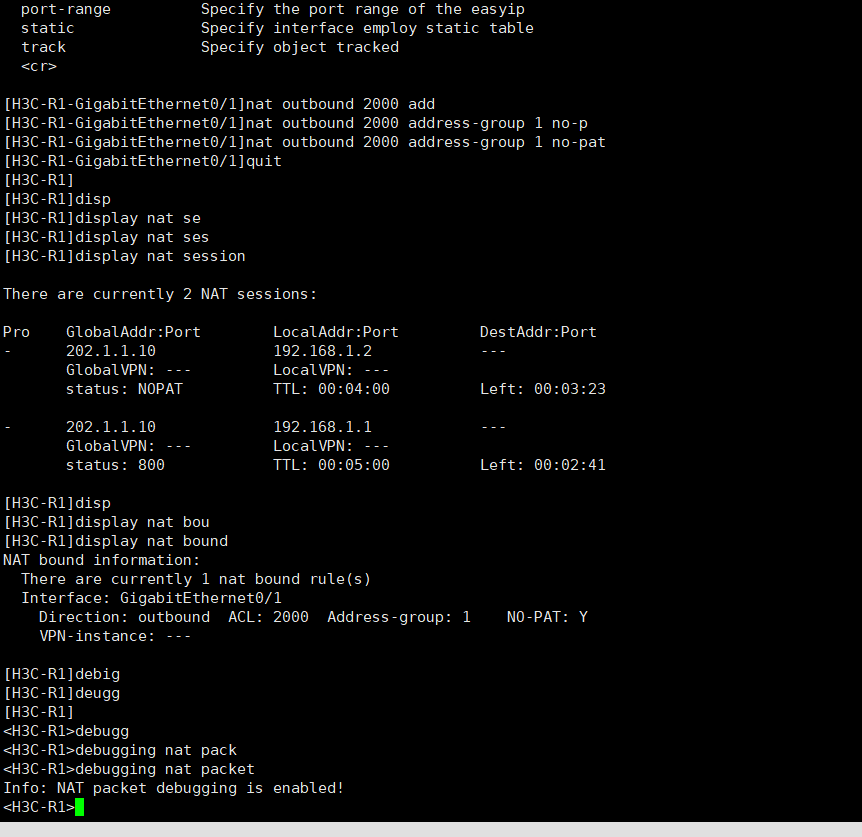 port-range          Specify the port range of the easyip
static              Specify interface employ static table
track               Specify object tracked
<cr>
[H3C-R1-GigabitEthernet0/1]nat outbound 2000 add
[H3C-R1-GigabitEthernet0/1]nat outbound 2000 address-group 1 no-p
[H3C-R1-GigabitEthernet0/1]nat outbound 2000 address-group 1 no-pat
[H3C-R1-GigabitEthernet0/1]quit
[H3C-R1]
[H3C-R1]disp
[H3C-R1]display nat se
[H3C-R1]display nat ses
[H3C-R1]display nat session
There are currently 2 NAT sessions:
Pro    GlobalAddr:Port        LocalAddr:Port         DestAddr:Port
-      202.1.1.10             192.168.1.2            ---
GlobalVPN: ---         LocalVPN: ---
status: NOPAT          TTL: 00:04:00          Left: 00:03:23
-      202.1.1.10             192.168.1.1            ---
GlobalVPN: ---         LocalVPN: ---
status: 800            TTL: 00:05:00          Left: 00:02:41
[H3C-R1]disp
[H3C-R1]display nat bou
[H3C-R1]display nat bound
NAT bound information:
There are currently 1 nat bound rule(s)
Interface: GigabitEthernet0/1
Direction: outbound  ACL: 2000  Address-group: 1    NO-PAT: Y
VPN-instance: ---
[H3C-R1]debig
[H3C-R1]deugg
[H3C-R1]
<H3C-R1>debugg
<H3C-R1>debugging nat pack
<H3C-R1>debugging nat packet
Info: NAT packet debugging is enabled!
<H3C-R1>